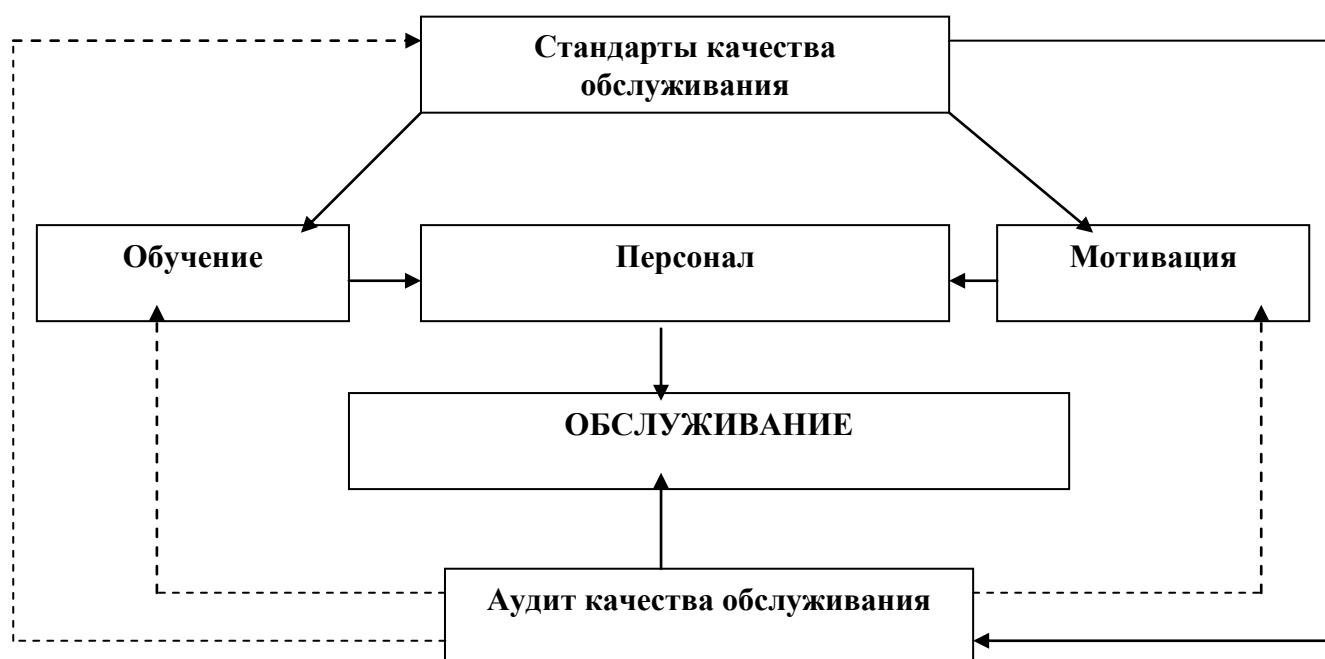 Стандарты качества
обслуживания
Обучение
Персонал
Мотивация
ОБСЛУЖИВАНИЕ
Аудит качества обслуживания